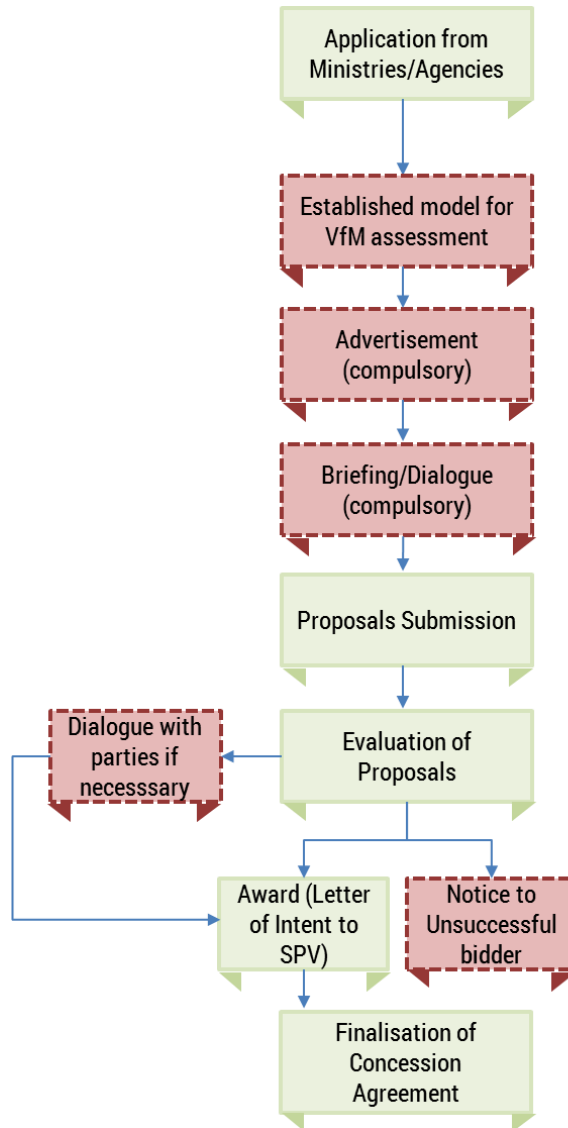 Application from
Ministries/Agencies
Established model for
VfM assessment
Advertisement
(compulsory)
Briefing/Dialogue
(compulsory)
Proposals Submission
Dialogue with
parties if
necesssary
Evaluation of
Proposals
Award (Letter
of Intent to
SPV)
Notice to
Unsuccessful
bidder
Finalisation of
Concession
Agreement